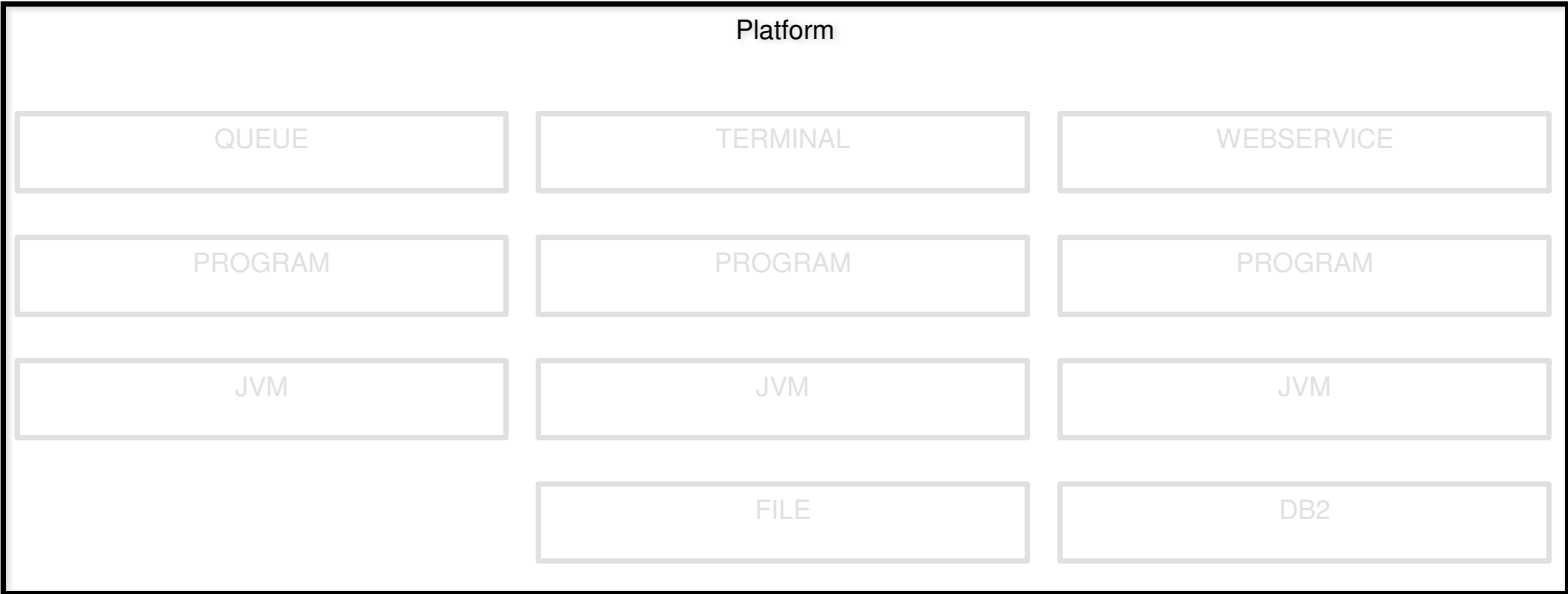 Platform
QUEUE TERMINAL WEBSERVICE
PROGRAM PROGRAM PROGRAM
JVM JVM JVM
FILE DB2